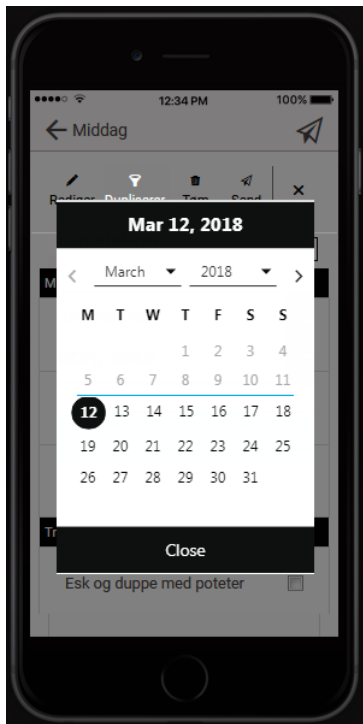 12:34 PM 100%
Middag
Rediger Dupliserer Tøm Send
Mar 12, 2018
March 2018
M T W T F S S
1 2 3 4
5 6 7 8 9 10 11
12 13 14 15 16 17 18
19 20 21 22 23 24 25
26 27 28 29 30 31
Close
Esk og duppe med poteter